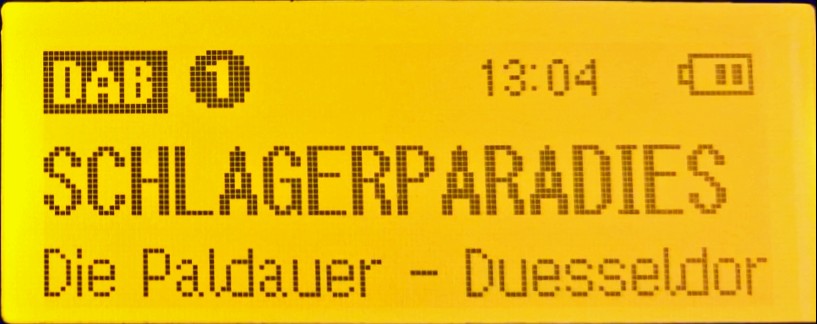 DAB 1 13:04
SCHLAGERPARADIES
Die Paldauer - Duesseldor